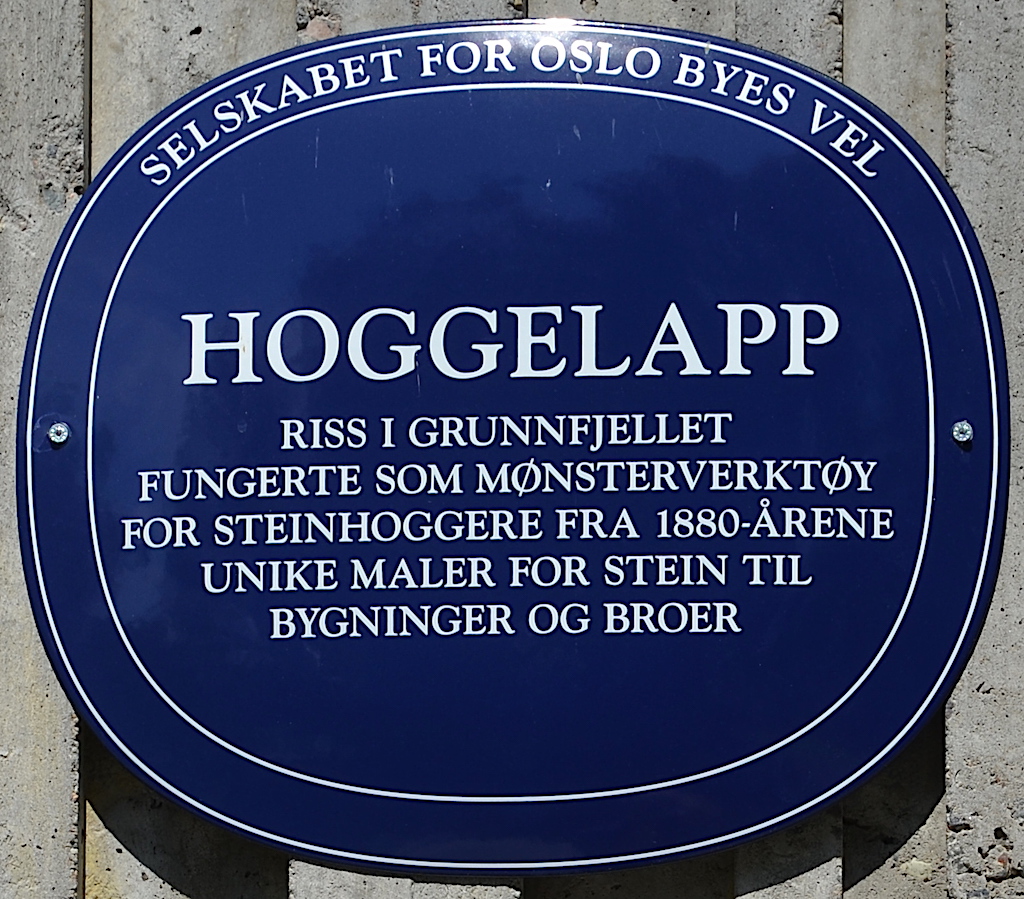 SELSKABET FOR OSLO BYES VEL
HOGGELAPP
RISS I GRUNNFJELLET
FUNGERTE SOM MØNSTERVERKTØY
FOR STEINHOGGERE FRA 1880-ÅRENE
UNIKE MALER FOR STEIN TIL
BYGNINGER OG BROER